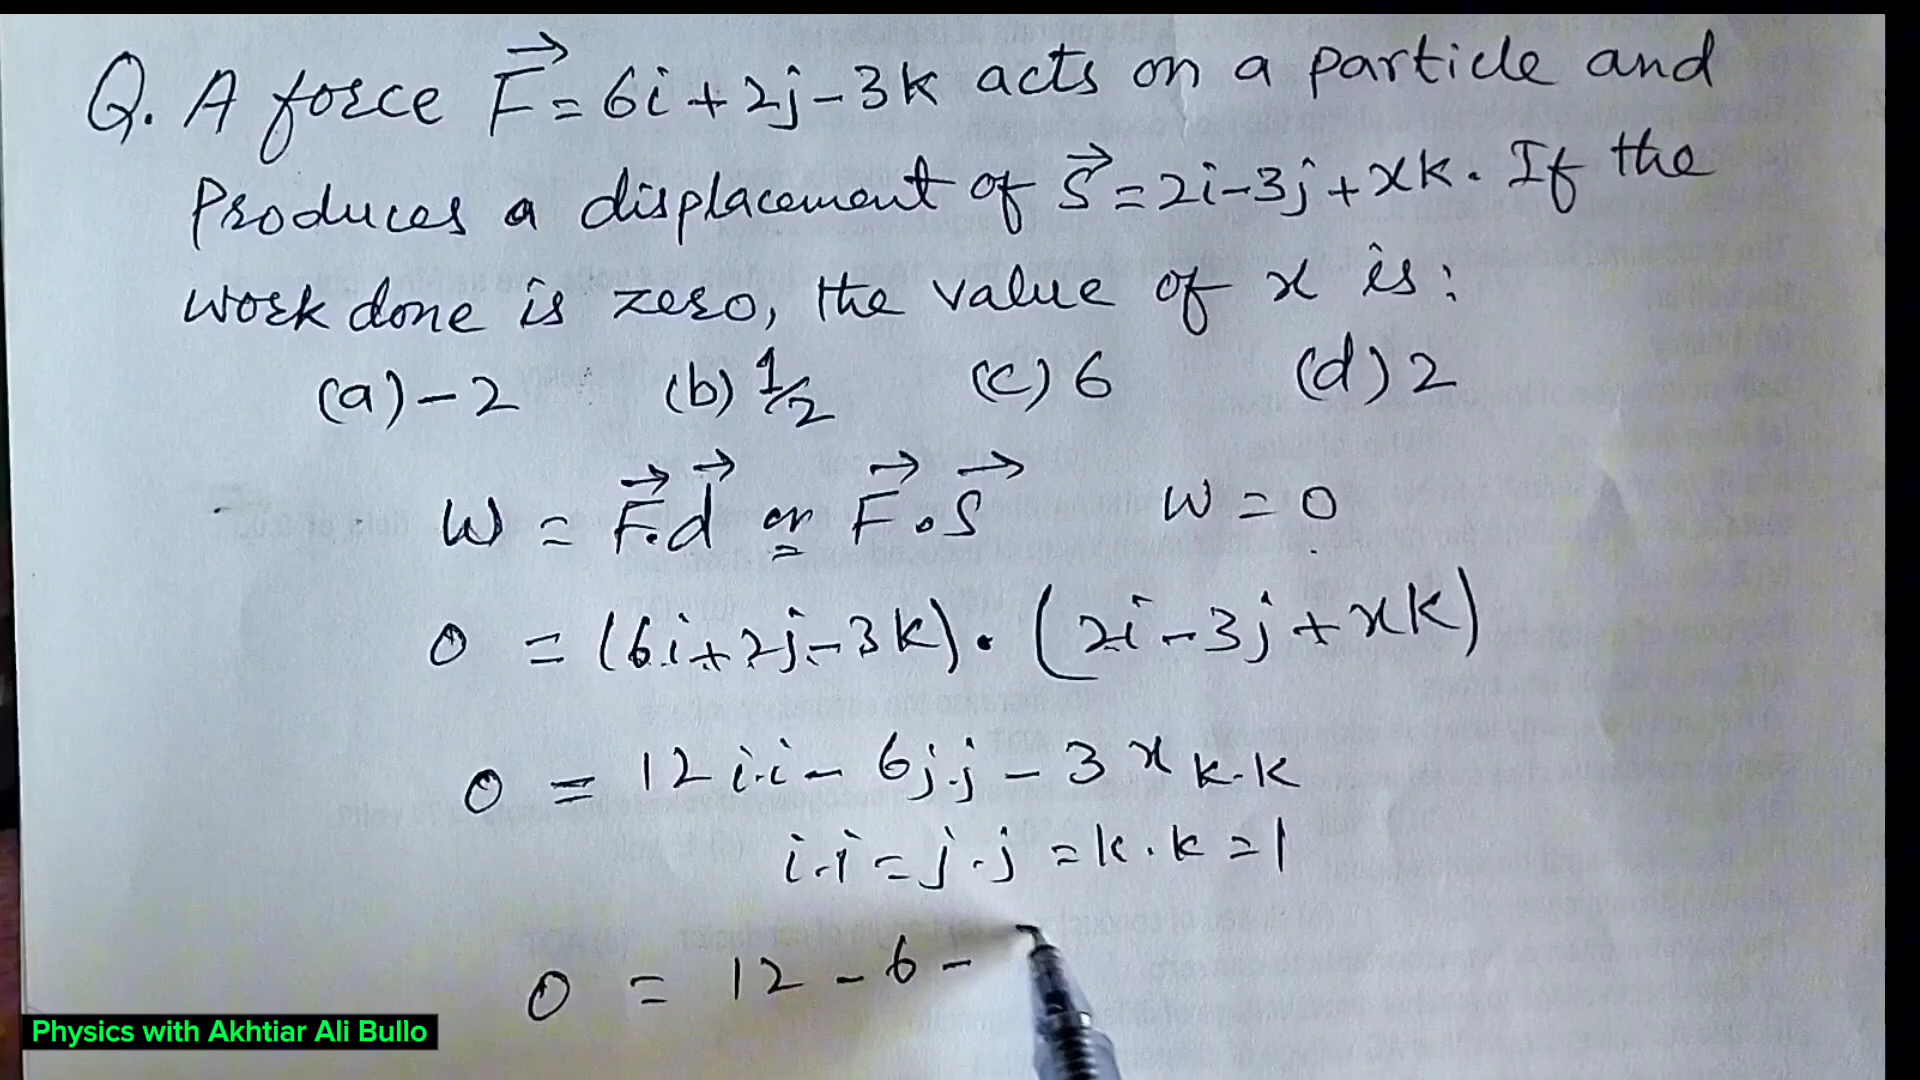 Q. A force F = 6i + 2j - 3k acts on a particle and
Produces a displacement of S = 2i - 3j + xk. If the
work done is zero, the value of x is:
(a) - 2 (b) 1/2 (c) 6 (d) 2
W = F.d or F.S W = 0
0 = (6i + 2j - 3k) . (2i - 3j + xk)
0 = 12 i.i - 6j.j - 3 x k.k
i.i = j.j = k.k = 1
0 = 12 - 6 -
Physics with Akhtiar Ali Bullo